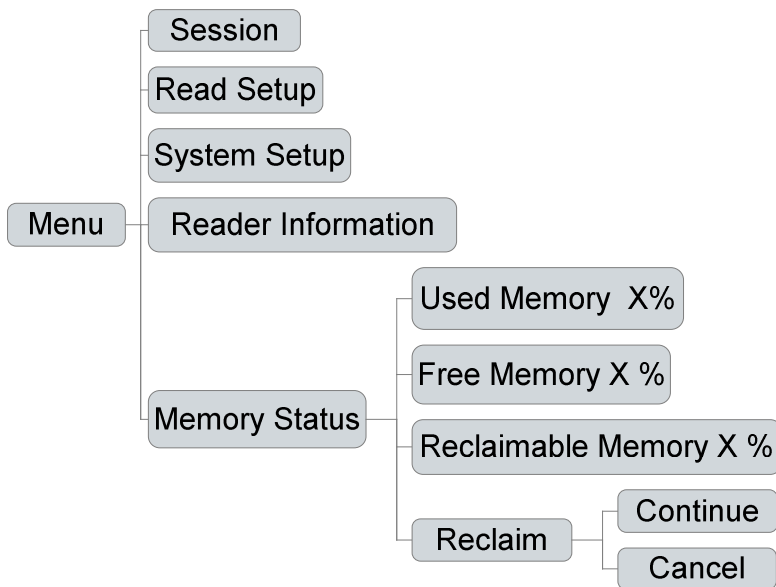 Session
Read Setup
System Setup
Menu
Reader Information
Used Memory X%
Free Memory X %
Memory Status
Reclaimable Memory X %
Reclaim
Continue
Cancel